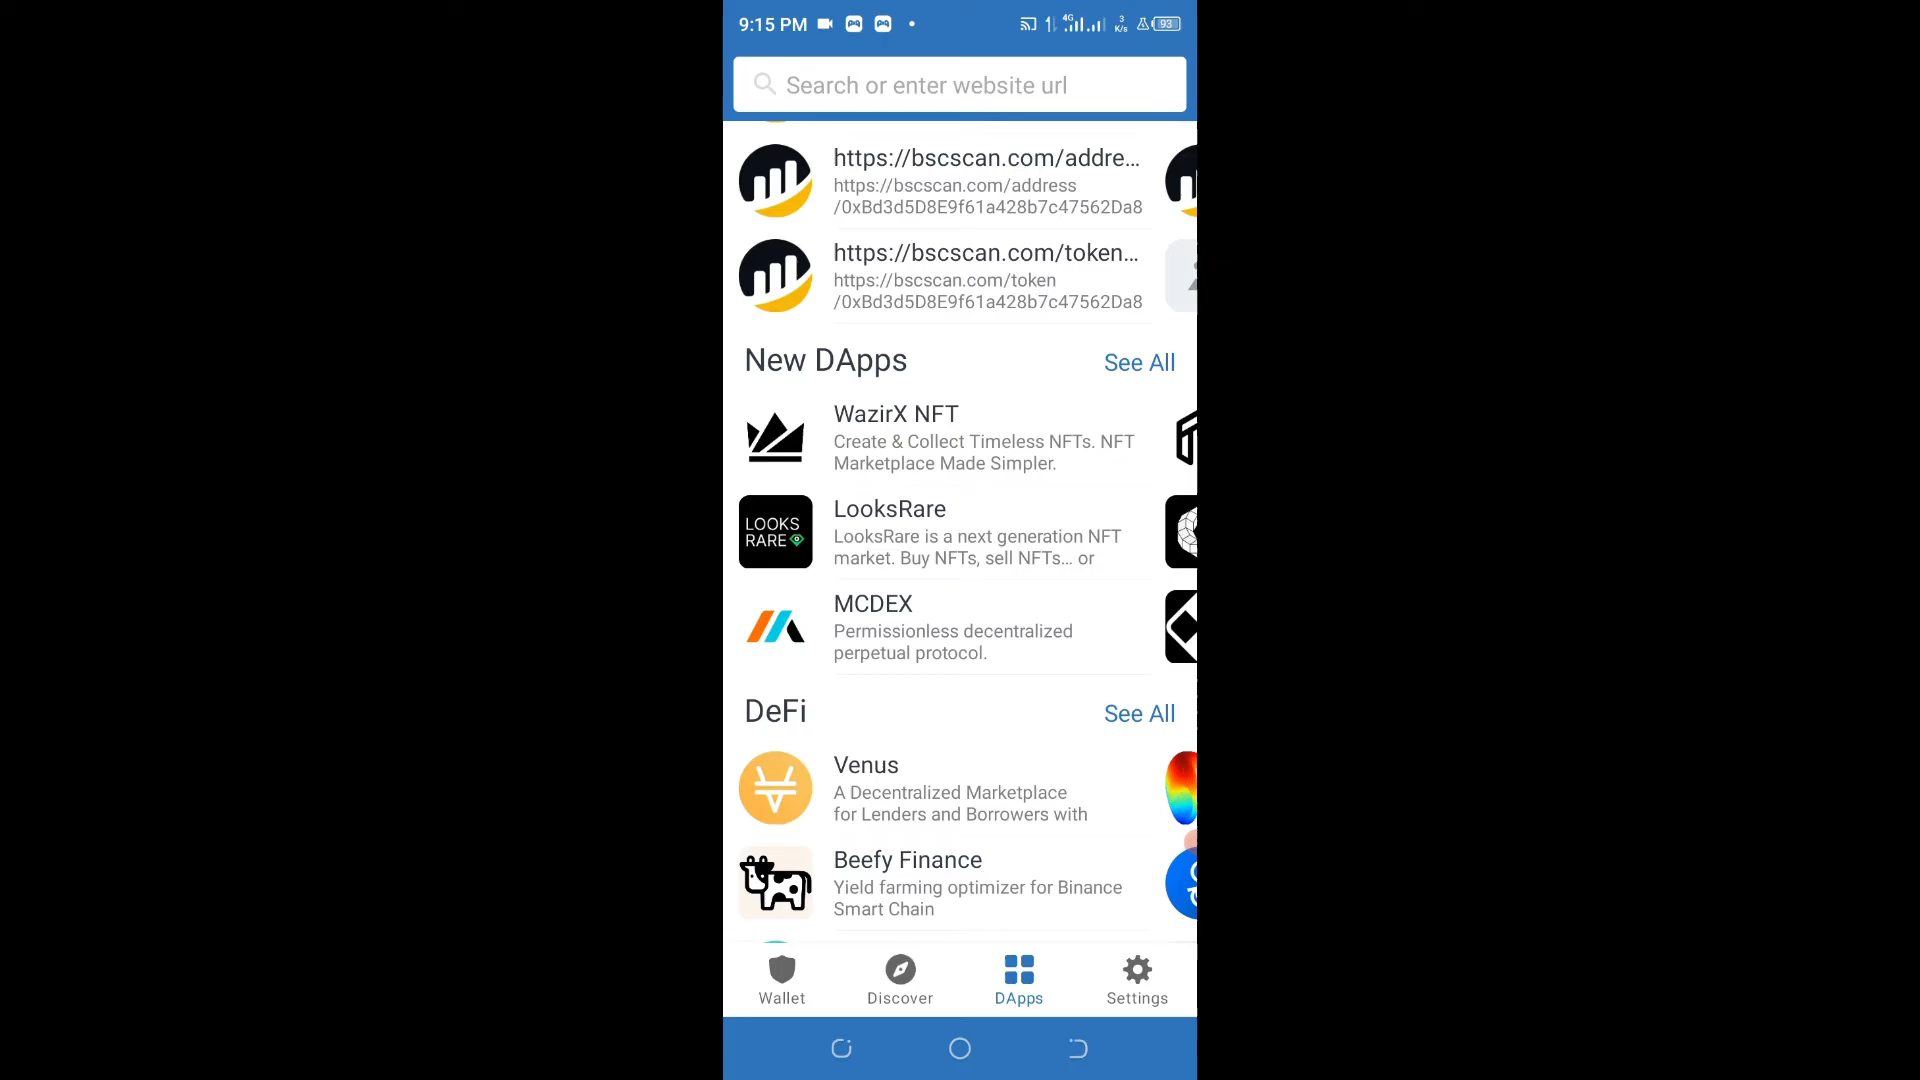 9:15 PM
4G
3
K/s
93
Search or enter website url
https://bscscan.com/addre...
https://bscscan.com/address
/0xBd3d5D8E9f61a428b7c47562Da8
https://bscscan.com/token...
https://bscscan.com/token
/0xBd3d5D8E9f61a428b7c47562Da8
New DApps
See All
WazirX NFT
Create & Collect Timeless NFTs. NFT
Marketplace Made Simpler.
LOOKS
RARE
LooksRare
LooksRare is a next generation NFT
market. Buy NFTs, sell NFTs... or
MCDEX
Permissionless decentralized
perpetual protocol.
DeFi
See All
Venus
A Decentralized Marketplace
for Lenders and Borrowers with
Beefy Finance
Yield farming optimizer for Binance
Smart Chain
Wallet
Discover
DApps
Settings